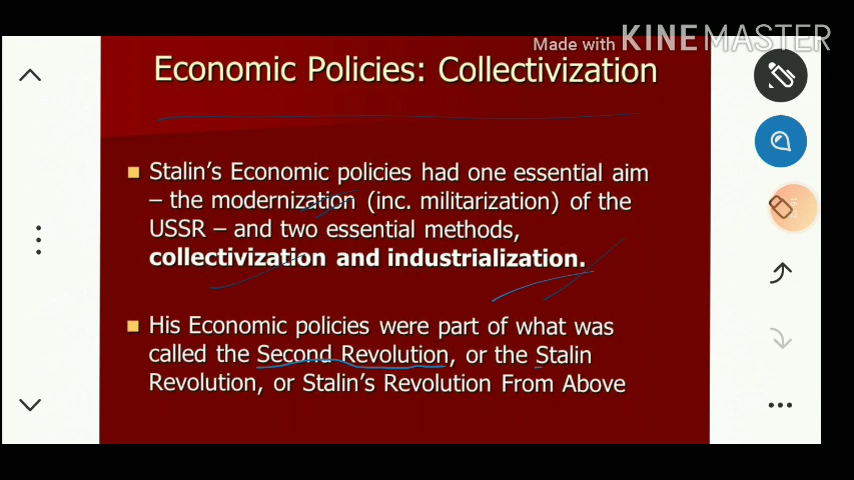 Made with KINEMASTER
Economic Policies: Collectivization
Stalin's Economic policies had one essential aim
– the modernization (inc. militarization) of the
USSR – and two essential methods,
collectivization and industrialization.
His Economic policies were part of what was
called the Second Revolution, or the Stalin
Revolution, or Stalin's Revolution From Above